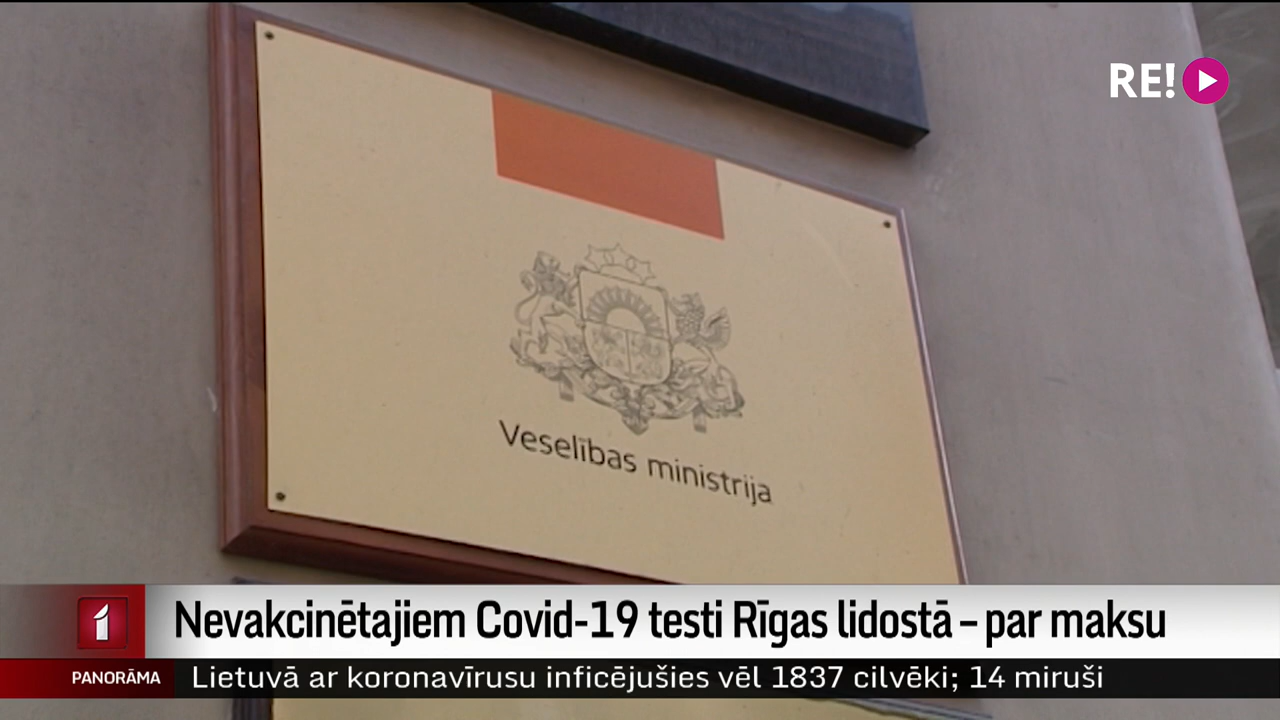 RE!
Veselības ministrija
1
Nevakcinētajiem Covid-19 testi Rīgas lidostā – par maksu
PANORĀMA
Lietuvā ar koronavīrusu inficējušies vēl 1837 cilvēki; 14 miruši